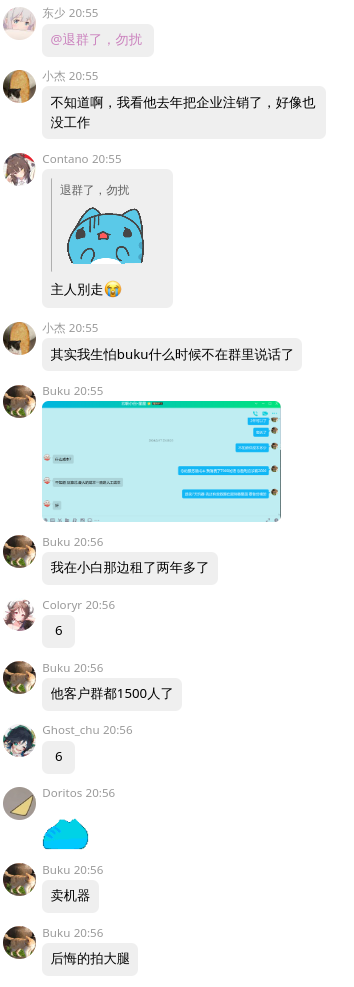 东少 20:55
@退群了，勿扰
小杰 20:55
不知道啊，我看他去年把企业注销了，好像也
没工作
Contano 20:55
退群了，勿扰
主人別走😭
小杰 20:55
其实我生怕buku什么时候不在群里说话了
Buku 20:55
Buku 20:56
我在小白那边租了两年多了
Coloryr 20:56
6
Buku 20:56
他客户群都1500人了
Ghost_chu 20:56
6
Doritos 20:56
Buku 20:56
卖机器
Buku 20:56
后悔的拍大腿